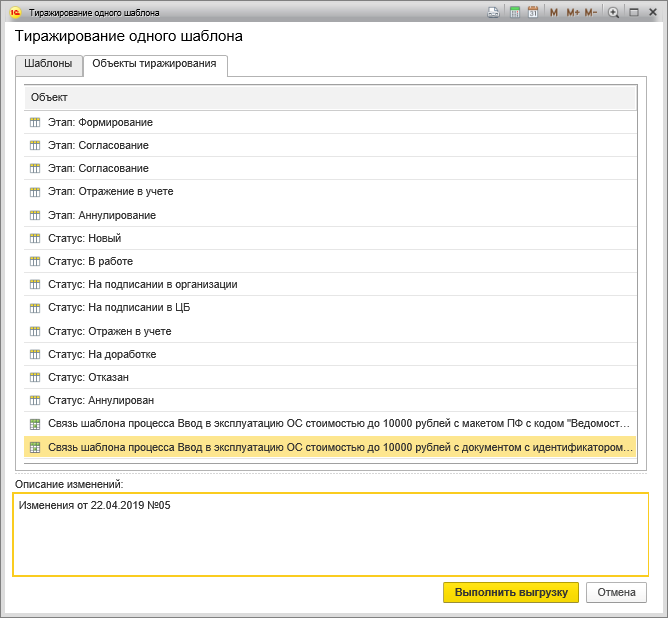 Тиражирование одного шаблона
M M+ M-
Тиражирование одного шаблона
Шаблоны Объекты тиражирования
Объект
Этап: Формирование
Этап: Согласование
Этап: Согласование
Этап: Отражение в учете
Этап: Аннулирование
Статус: Новый
Статус: В работе
Статус: На подписании в организации
Статус: На подписании в ЦБ
Статус: Отражен в учете
Статус: На доработке
Статус: Отказан
Статус: Аннулирован
Связь шаблона процесса Ввод в эксплуатацию ОС стоимостью до 10000 рублей с макетом ПФ с кодом "Ведомост...
Связь шаблона процесса Ввод в эксплуатацию ОС стоимостью до 10000 рублей с документом с идентификатором...
Описание изменений:
Изменения от 22.04.2019 №05
Выполнить выгрузку Отмена